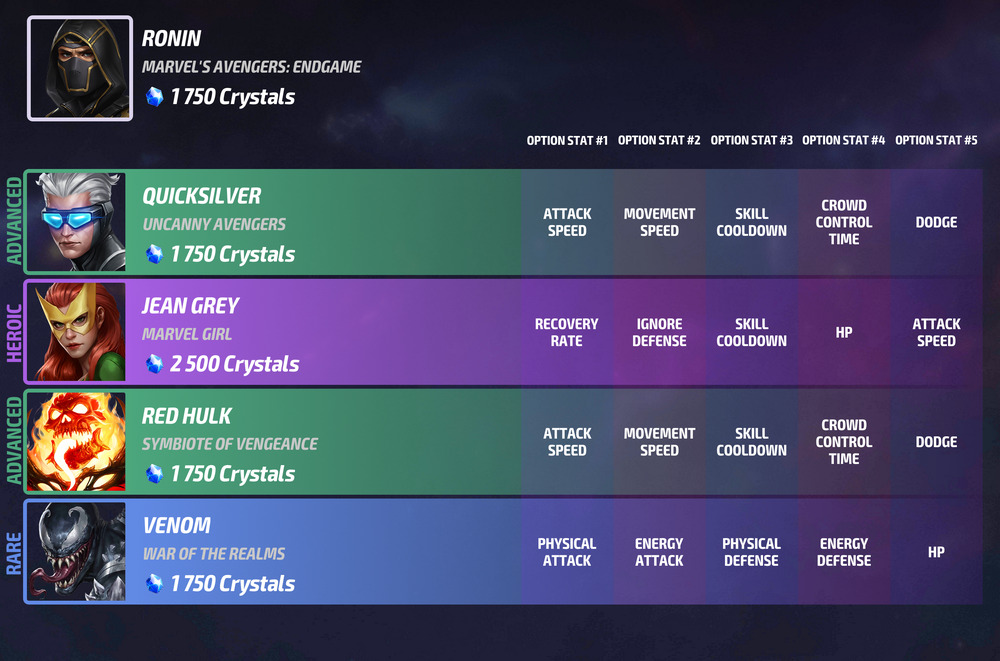 RONIN
MARVEL'S AVENGERS: ENDGAME
1 750 Crystals
OPTION STAT #1 OPTION STAT #2 OPTION STAT #3 OPTION STAT #4 OPTION STAT #5
ADVANCED
QUICKSILVER
UNCANNY AVENGERS
1 750 Crystals
ATTACK
SPEED
MOVEMENT
SPEED
SKILL
COOLDOWN
CROWD
CONTROL
TIME
DODGE
HEROIC
JEAN GREY
MARVEL GIRL
2 500 Crystals
RECOVERY
RATE
IGNORE
DEFENSE
SKILL
COOLDOWN
HP
ATTACK
SPEED
ADVANCED
RED HULK
SYMBIOTE OF VENGEANCE
1 750 Crystals
ATTACK
SPEED
MOVEMENT
SPEED
SKILL
COOLDOWN
CROWD
CONTROL
TIME
DODGE
RARE
VENOM
WAR OF THE REALMS
1 750 Crystals
PHYSICAL
ATTACK
ENERGY
ATTACK
PHYSICAL
DEFENSE
ENERGY
DEFENSE
HP